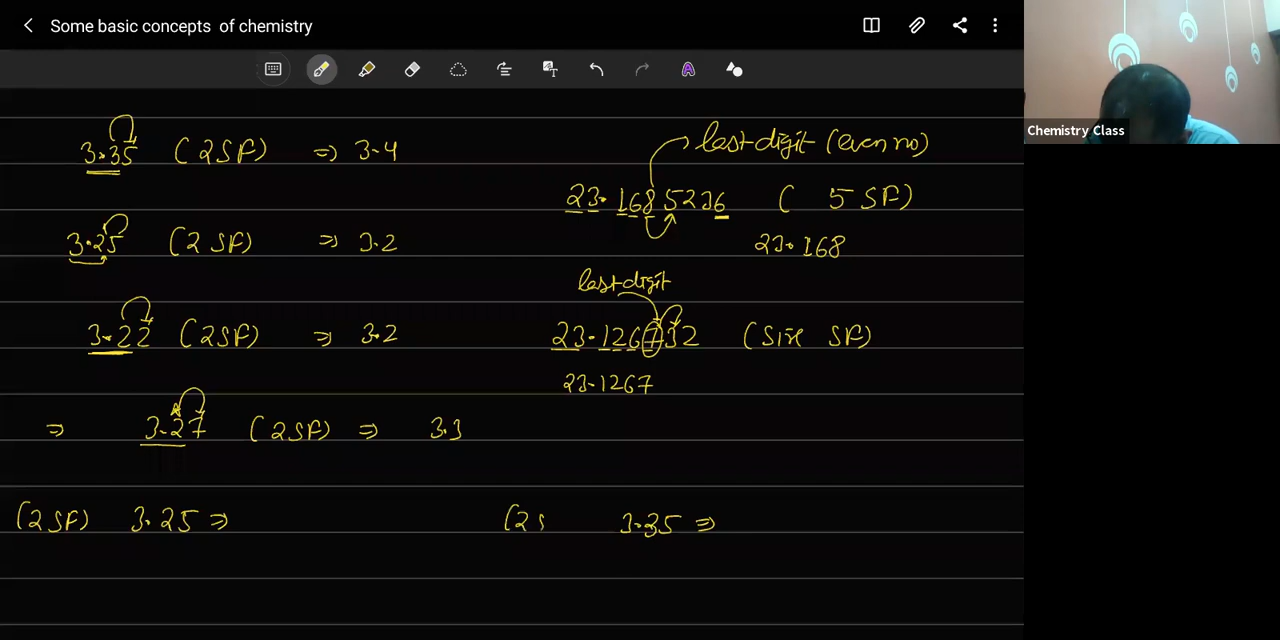 Some basic concepts of chemistry
Chemistry Class
3.35 (2SF) ⇒ 3.4
last digit (even no)
23.1685236 ( 5 SF)
23.168
3.25 (2 SF) ⇒ 3.2
last digit
3.22 (2SF) ⇒ 3.2
23.126732 (Six SF)
23.1267
⇒ 3.27 (2SF) ⇒ 3.3
(2SF) 3.25 ⇒
(2S 3.35 ⇒